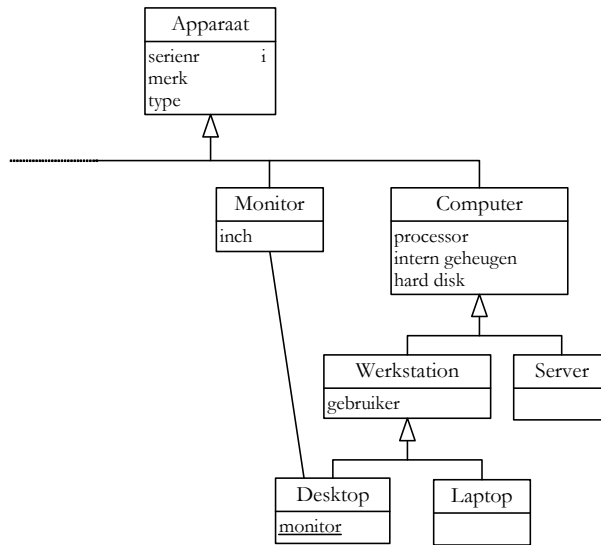 Apparaat
serienr i
merk
type
Monitor
inch
Computer
processor
intern geheugen
hard disk
Werkstation
gebruiker
Server
Desktop
monitor
Laptop